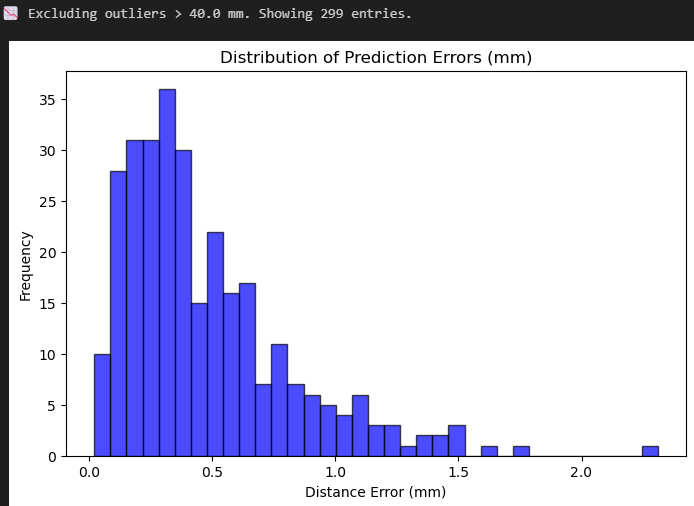 Excluding outliers > 40.0 mm. Showing 299 entries.
Distribution of Prediction Errors (mm)
35
30
25
20
15
10
5
0
Frequency
0.0 0.5 1.0 1.5 2.0
Distance Error (mm)